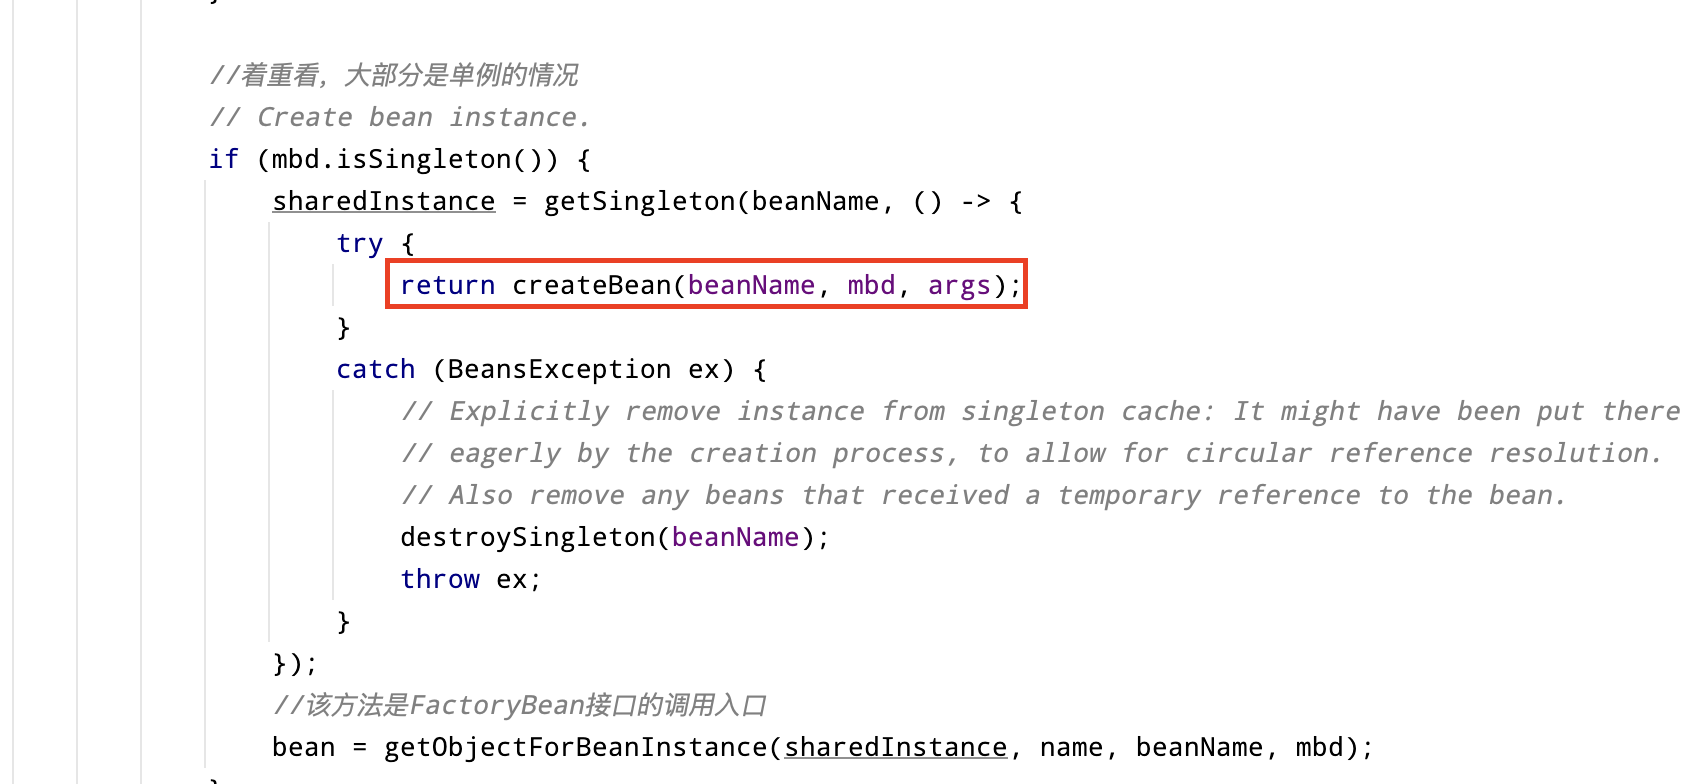 }
//着重看，大部分是单例的情况
// Create bean instance.
if (mbd.isSingleton()) {
sharedInstance = getSingleton(beanName, () -> {
try {
return createBean(beanName, mbd, args);
}
catch (BeansException ex) {
// Explicitly remove instance from singleton cache: It might have been put there
// eagerly by the creation process, to allow for circular reference resolution.
// Also remove any beans that received a temporary reference to the bean.
destroySingleton(beanName);
throw ex;
}
});
//该方法是FactoryBean接口的调用入口
bean = getObjectForBeanInstance(sharedInstance, name, beanName, mbd);
}